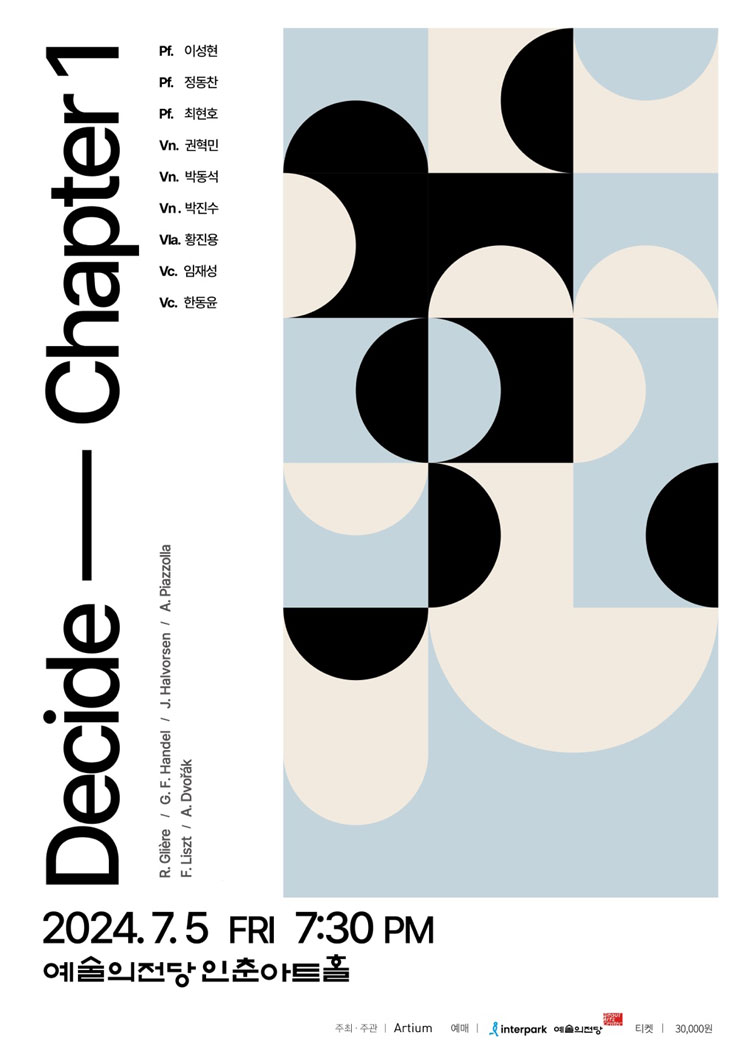 Decide — Chapter 1
Pf. 이성현
Pf. 정동찬
Pf. 최현호
Vn. 권혁민
Vn. 박동석
Vn. 박진수
Vla. 황진용
Vc. 임재성
Vc. 한동윤
R. Glière / G. F. Handel / J. Halvorsen / A. Piazzolla
F. Liszt / A. Dvořák
2024. 7. 5 FRI 7:30 PM
예술의전당 인춘아트홀
주최·주관 | Artium 예매 | interpark 예술의전당 티켓 | 30,000원